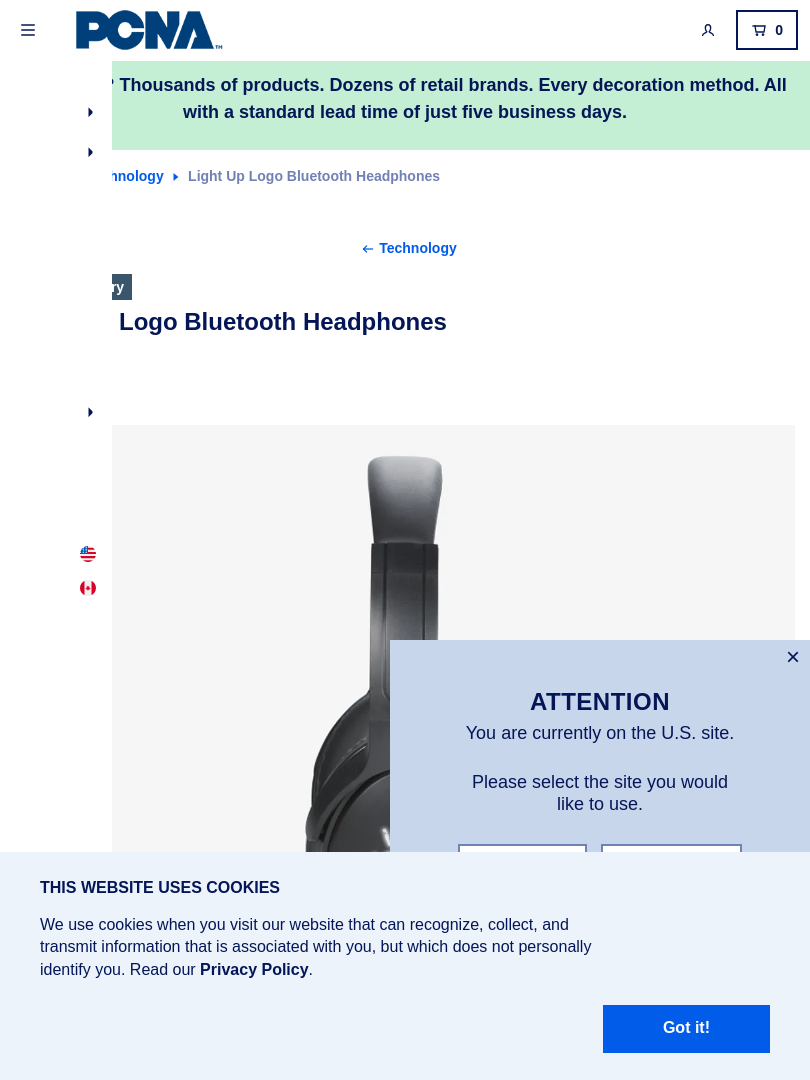 PCNA™
0
Thousands of products. Dozens of retail brands. Every decoration method. All
with a standard lead time of just five business days.
Light Up Logo Bluetooth Headphones
Technology
Logo Bluetooth Headphones
ATTENTION
You are currently on the U.S. site.
Please select the site you would
like to use.
THIS WEBSITE USES COOKIES
We use cookies when you visit our website that can recognize, collect, and
transmit information that is associated with you, but which does not personally
identify you. Read our Privacy Policy.
Got it!